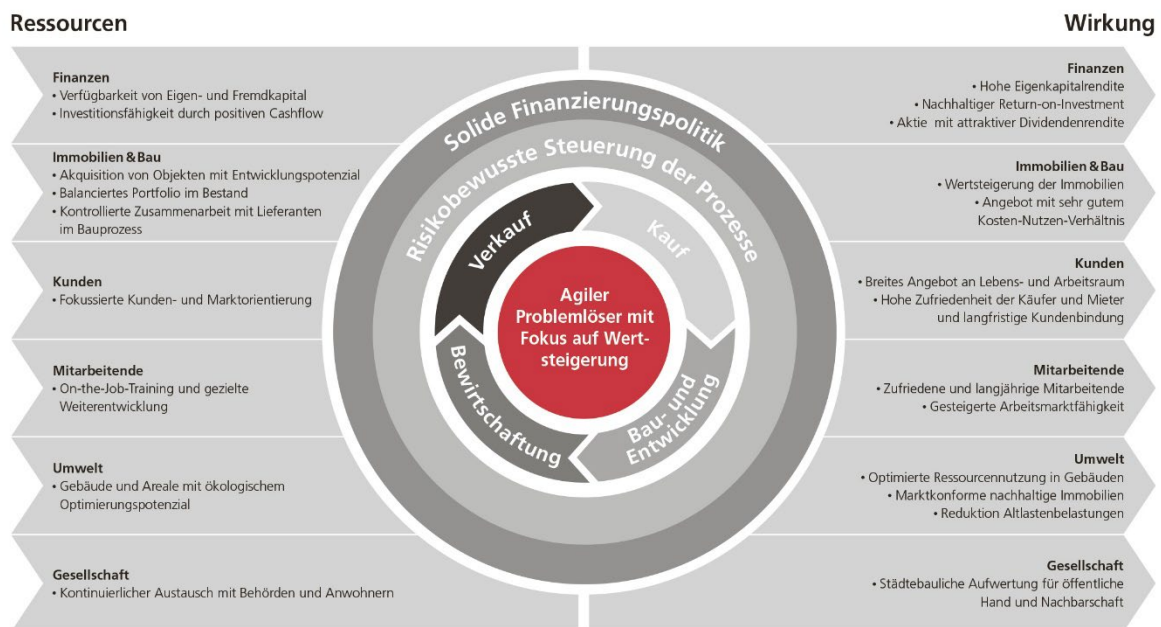 Ressourcen
Finanzen
• Verfügbarkeit von Eigen- und Fremdkapital
• Investitionsfähigkeit durch positiven Cashflow
Immobilien & Bau
• Akquisition von Objekten mit Entwicklungspotenzial
• Balanciertes Portfolio im Bestand
• Kontrollierte Zusammenarbeit mit Lieferanten
im Bauprozess
Kunden
• Fokussierte Kunden- und Marktorientierung
Mitarbeitende
• On-the-Job-Training und gezielte
Weiterentwicklung
Umwelt
• Gebäude und Areale mit ökologischem
Optimierungspotenzial
Gesellschaft
• Kontinuierlicher Austausch mit Behörden und Anwohnern
Solide Finanzierungspolitik
Risikobewusste Steuerung der Prozesse
Verkauf
Kauf
Bau- und
Entwicklung
Bewirtschaftung
Agiler
Problemlöser mit
Fokus auf Wert-
steigerung
Wirkung
Finanzen
• Hohe Eigenkapitalrendite
• Nachhaltiger Return-on-Investment
• Aktie mit attraktiver Dividendenrendite
Immobilien & Bau
• Wertsteigerung der Immobilien
• Angebot mit sehr gutem
Kosten-Nutzen-Verhältnis
Kunden
• Breites Angebot an Lebens- und Arbeitsraum
• Hohe Zufriedenheit der Käufer und Mieter
und langfristige Kundenbindung
Mitarbeitende
• Zufriedene und langjährige Mitarbeitende
• Gesteigerte Arbeitsmarktfähigkeit
Umwelt
• Optimierte Ressourcennutzung in Gebäuden
• Marktkonforme nachhaltige Immobilien
• Reduktion Altlastenbelastungen
Gesellschaft
• Städtebauliche Aufwertung für öffentliche
Hand und Nachbarschaft